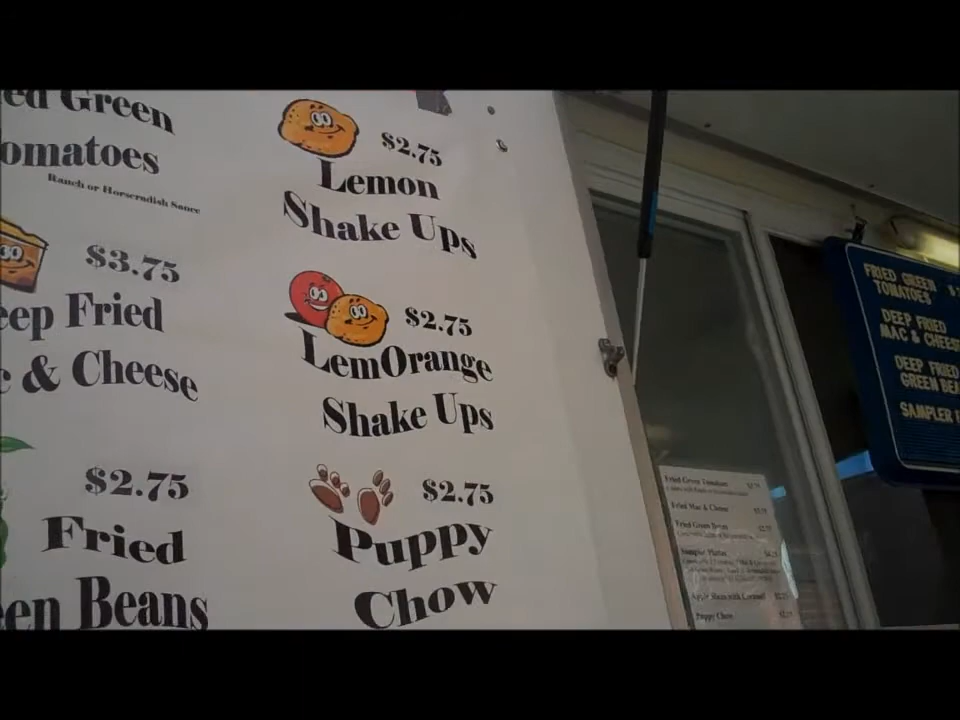 ed Green
omatoes
Ranch or Horseradish Sauce
$3.75
eep Fried
c & Cheese
$2.75
Fried
een Beans
$2.75
Lemon
Shake Ups
$2.75
LemOrange
Shake Ups
$2.75
Puppy
Chow
Fried Green Tomatoes
Fried Mac & Cheese
Fried Green Beans
Sampler Platter
Apple Slices with Caramel
Puppy Chow
FRIED GREEN
TOMATOES
DEEP FRIED
MAC & CHEESE
DEEP FRIED
GREEN BEA
SAMPLER